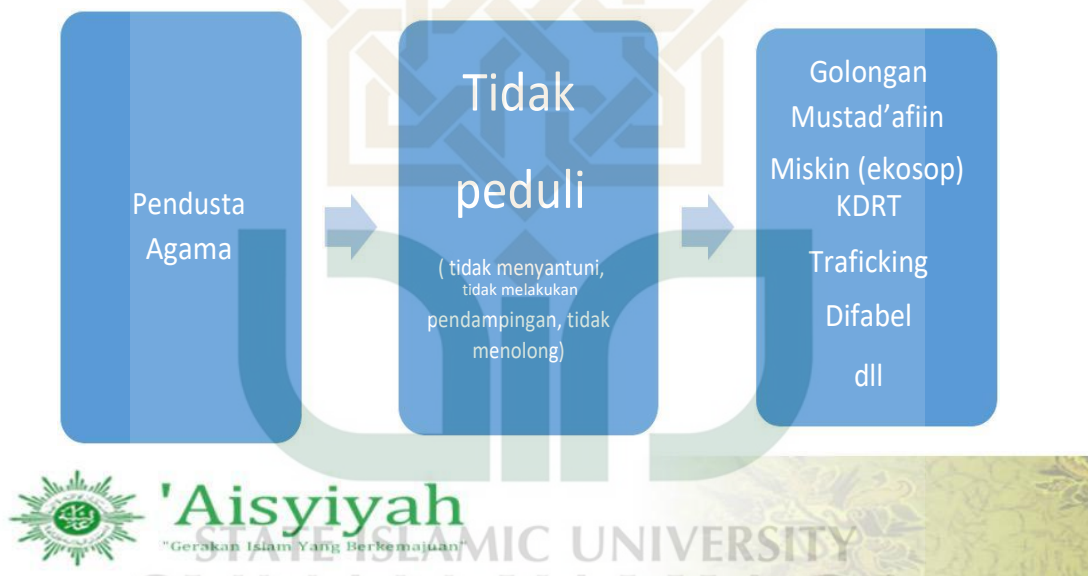 Pendusta
Agama
Tidak
peduli
( tidak menyantuni,
tidak melakukan
pendampingan, tidak
menolong)
Golongan
Mustad’afiin
Miskin (ekosop)
KDRT
Traficking
Difabel
dll
'Aisyiyah
"Gerakan Islam Yang Berkemajuan"
STATE ISLAMIC UNIVERSITY